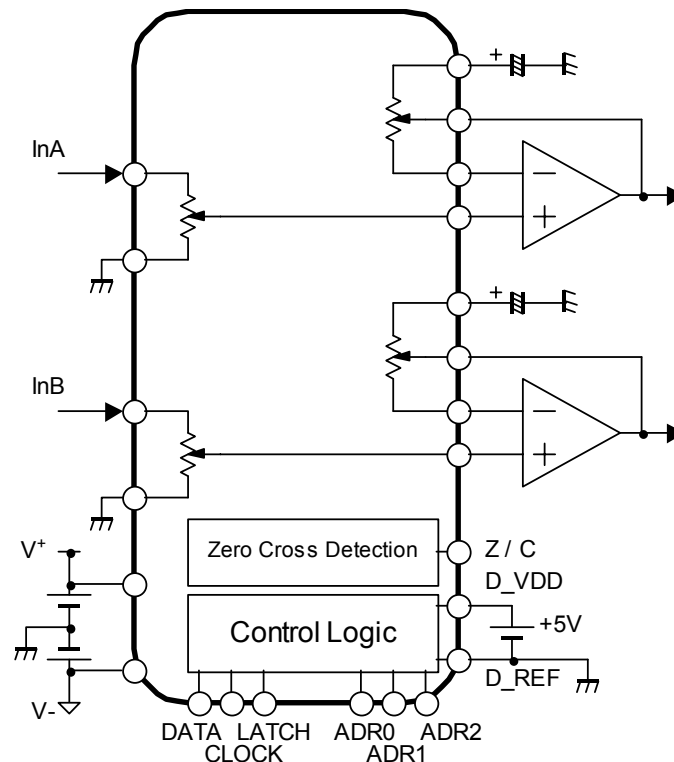 +
InA
−
+
+
InB
−
+
Zero Cross Detection
Z / C
V+
D_VDD
Control Logic
+5V
D_REF
V-
DATA LATCH ADR0 ADR2
CLOCK ADR1